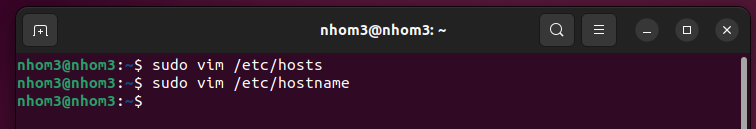 nhom3@nhom3: ~
nhom3@nhom3:~$ sudo vim /etc/hosts
nhom3@nhom3:~$ sudo vim /etc/hostname
nhom3@nhom3:~$